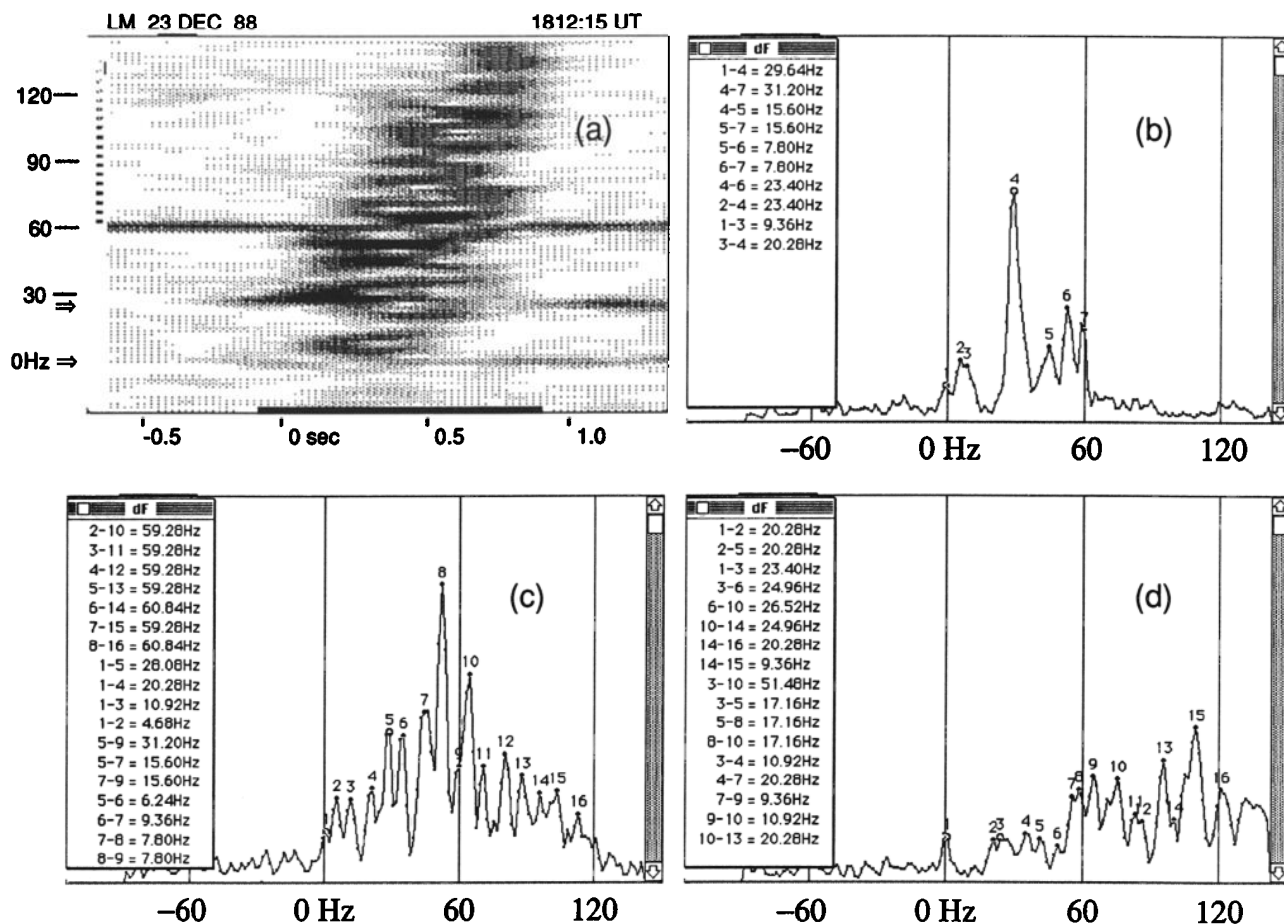 LM 23 DEC 88 1812:15 UT
120
90
60
30
⇒
0Hz ⇒
(a)
-0.5 0 sec 0.5 1.0
dF
1-4 = 29.64Hz
4-7 = 31.20Hz
4-5 = 15.60Hz
5-7 = 15.60Hz
5-6 = 7.80Hz
6-7 = 7.80Hz
4-6 = 23.40Hz
2-4 = 23.40Hz
1-3 = 9.36Hz
3-4 = 20.28Hz
(b)
4
6
7
5
2
3
1
−60 0 Hz 60 120
dF
2-10 = 59.28Hz
3-11 = 59.28Hz
4-12 = 59.28Hz
5-13 = 59.28Hz
6-14 = 60.84Hz
7-15 = 59.28Hz
8-16 = 60.84Hz
1-5 = 28.08Hz
1-4 = 20.28Hz
1-3 = 10.92Hz
1-2 = 4.68Hz
5-9 = 31.20Hz
5-7 = 15.60Hz
7-9 = 15.60Hz
5-6 = 6.24Hz
6-7 = 9.36Hz
7-8 = 7.80Hz
8-9 = 7.80Hz
(c)
8
10
7
5 6
9 11 12
13
2 3 4 14 15
16
1
−60 0 Hz 60 120
dF
1-2 = 20.28Hz
2-5 = 20.28Hz
1-3 = 23.40Hz
3-6 = 24.96Hz
6-10 = 26.52Hz
10-14 = 24.96Hz
14-16 = 20.28Hz
14-15 = 9.36Hz
3-10 = 51.48Hz
3-5 = 17.16Hz
5-8 = 17.16Hz
8-10 = 17.16Hz
3-4 = 10.92Hz
4-7 = 20.28Hz
7-9 = 9.36Hz
9-10 = 10.92Hz
10-13 = 20.28Hz
(d)
15
13
9 10
7 8 16
11 12 14
1
2 3 4 5 6
−60 0 Hz 60 120